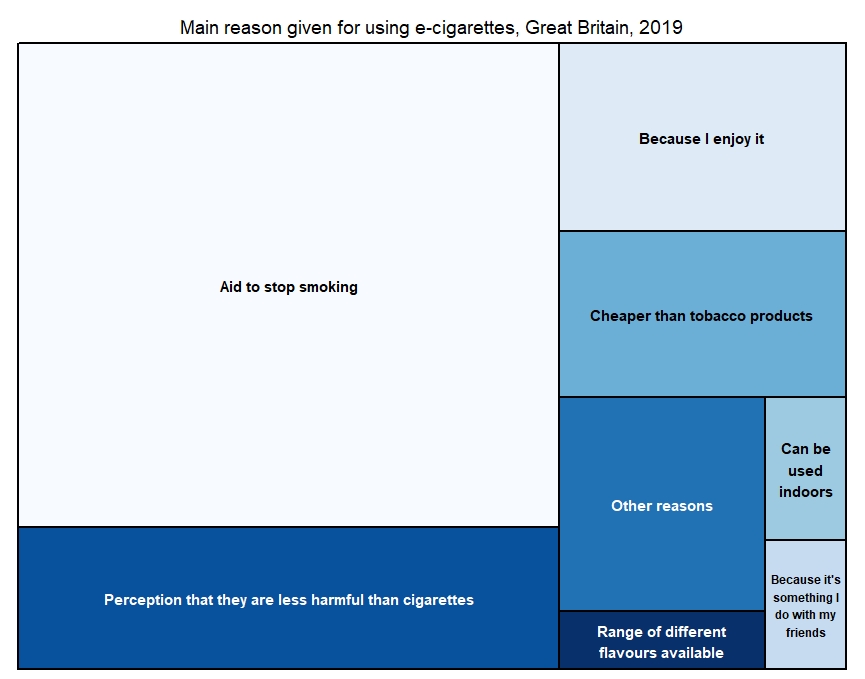 Main reason given for using e-cigarettes, Great Britain, 2019
Aid to stop smoking
Because I enjoy it
Cheaper than tobacco products
Perception that they are less harmful than cigarettes
Other reasons
Can be
used
indoors
Range of different
flavours available
Because it's
something I
do with my
friends